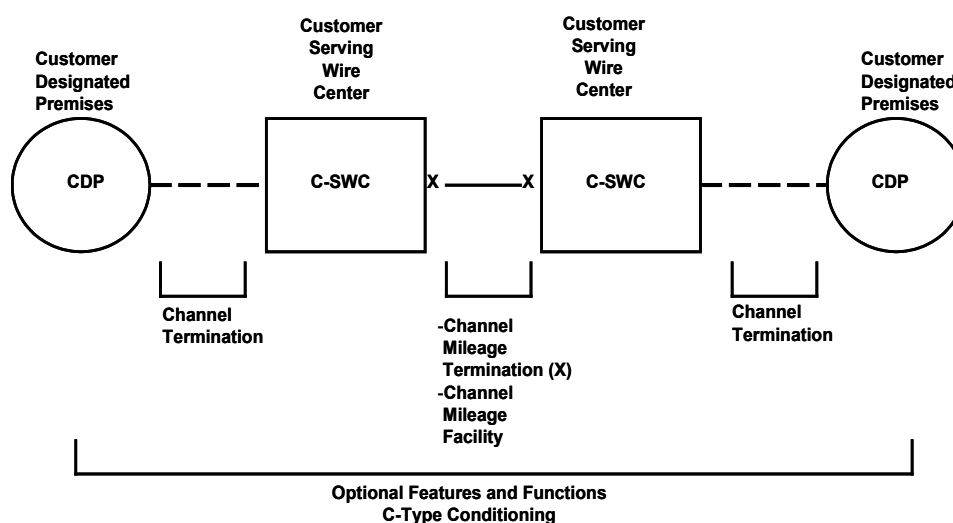 Customer
Designated
Premises
Customer
Serving
Wire
Center
Customer
Serving
Wire
Center
Customer
Designated
Premises
CDP
C-SWC
X
X
C-SWC
CDP
Channel
Termination
-Channel
Mileage
Termination (X)
-Channel
Mileage
Facility
Channel
Termination
Optional Features and Functions
C-Type Conditioning